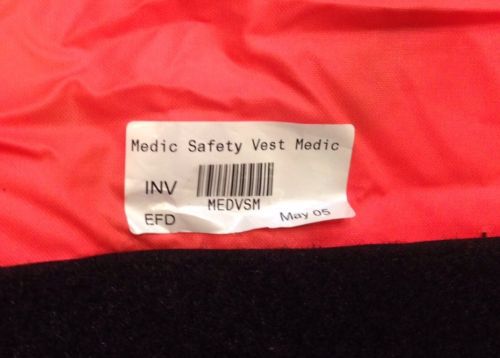 Medic Safety Vest Medic
INV
MEDVSM
EFD May 05